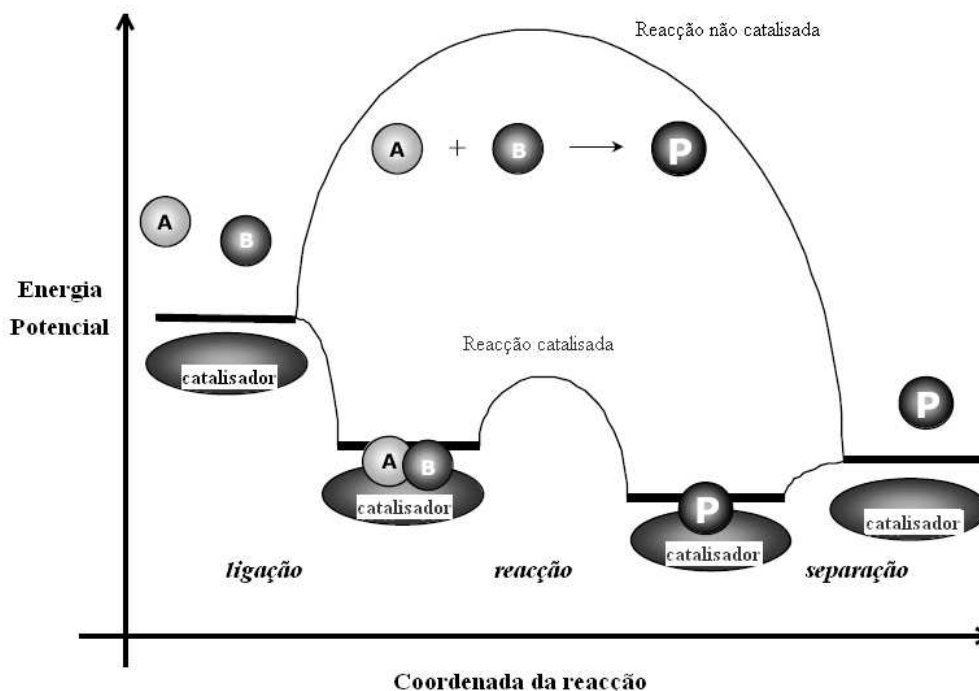 Reacção não catalisada
A + B → P
A
B
Energia
Potencial
Reacção catalisada
catalisador
P
A B
catalisador
P
catalisador
catalisador
ligação
reacção
separação
Coordenada da reacção